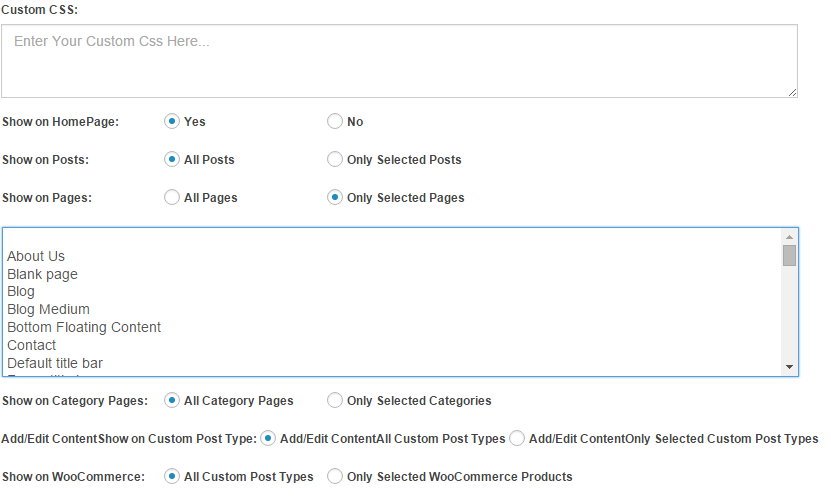 Custom CSS:
Enter Your Custom Css Here...
Show on HomePage: Yes No
Show on Posts: All Posts Only Selected Posts
Show on Pages: All Pages Only Selected Pages
About Us
Blank page
Blog
Blog Medium
Bottom Floating Content
Contact
Default title bar
Show on Category Pages: All Category Pages Only Selected Categories
Add/Edit ContentShow on Custom Post Type: Add/Edit ContentAll Custom Post Types Add/Edit ContentOnly Selected Custom Post Types
Show on WooCommerce: All Custom Post Types Only Selected WooCommerce Products